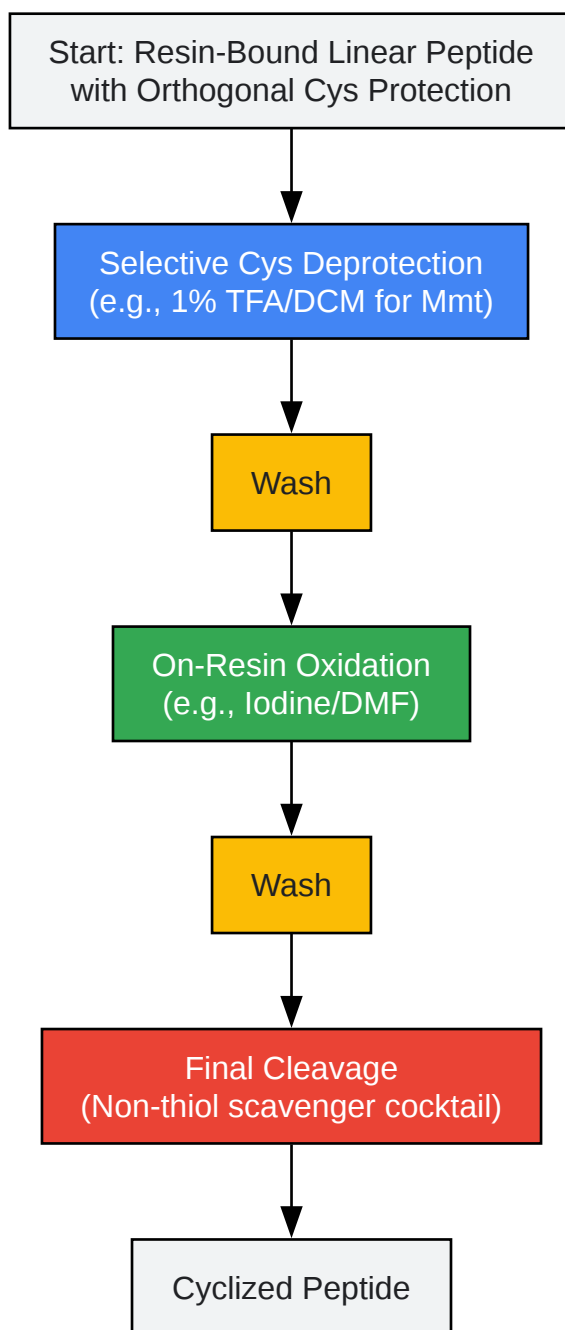 Start: Resin-Bound Linear Peptide
with Orthogonal Cys Protection
Selective Cys Deprotection
(e.g., 1% TFA/DCM for Mmt)
Wash
On-Resin Oxidation
(e.g., Iodine/DMF)
Wash
Final Cleavage
(Non-thiol scavenger cocktail)
Cyclized Peptide